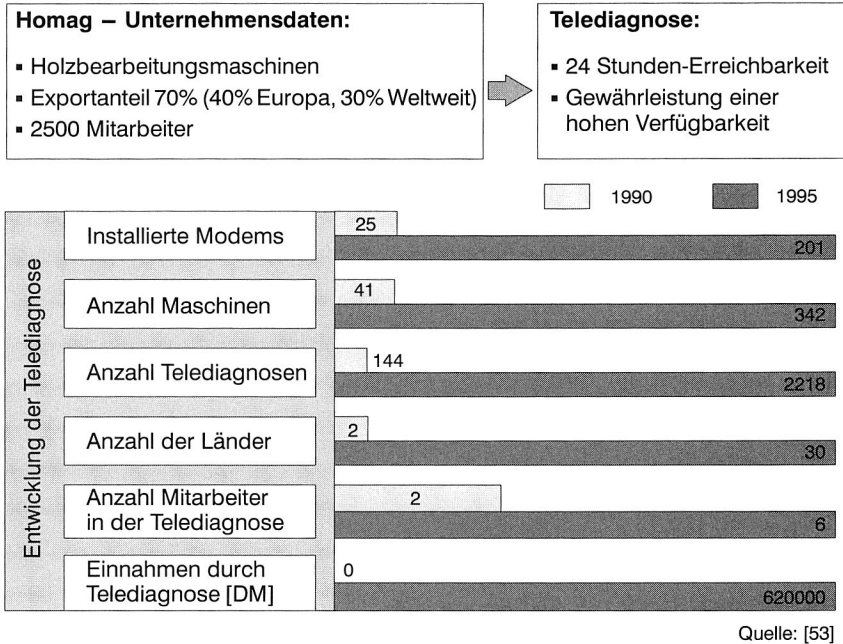 Homag – Unternehmensdaten:
▪ Holzbearbeitungsmaschinen
▪ Exportanteil 70% (40% Europa, 30% Weltweit)
▪ 2500 Mitarbeiter
Telediagnose:
▪ 24 Stunden-Erreichbarkeit
▪ Gewährleistung einer
hohen Verfügbarkeit
1990
1995
Entwicklung der Telediagnose
Installierte Modems
25
201
Anzahl Maschinen
41
342
Anzahl Telediagnosen
144
2218
Anzahl der Länder
2
30
Anzahl Mitarbeiter
in der Telediagnose
2
6
Einnahmen durch
Telediagnose [DM]
0
620000
Quelle: [53]